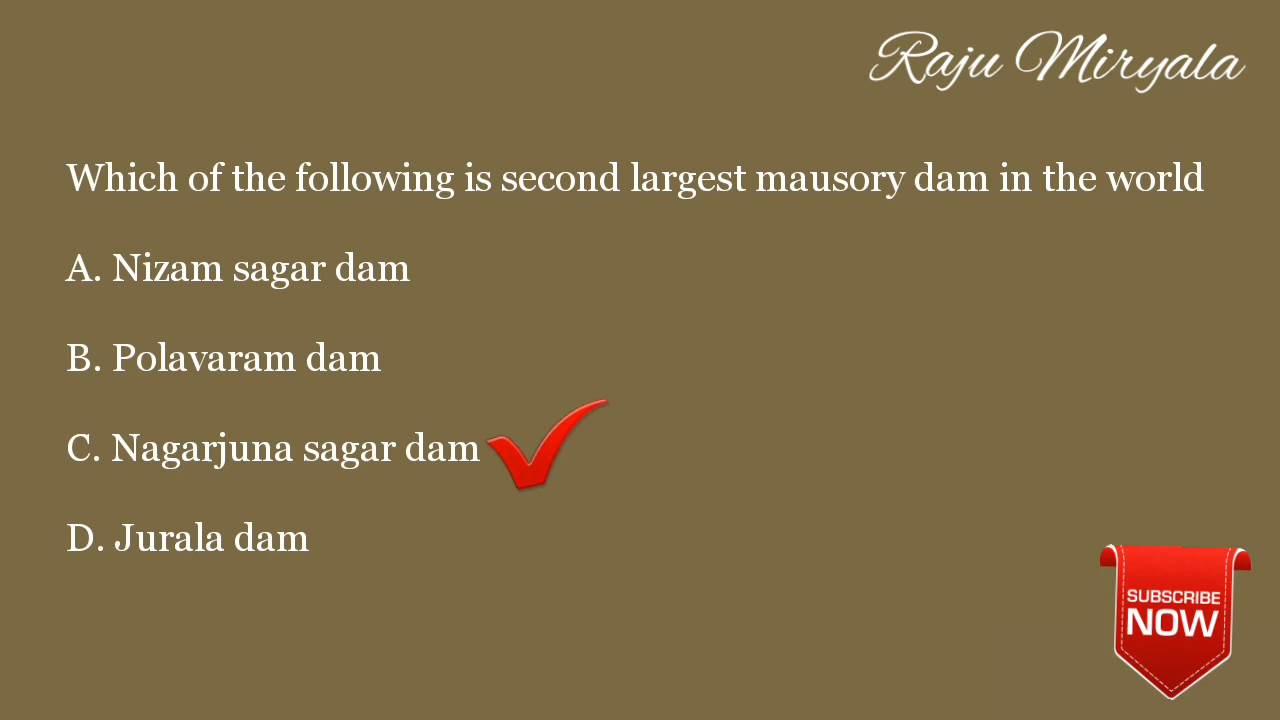 Raju Miryala
Which of the following is second largest mausory dam in the world
A. Nizam sagar dam
B. Polavaram dam
C. Nagarjuna sagar dam
D. Jurala dam
SUBSCRIBE
NOW